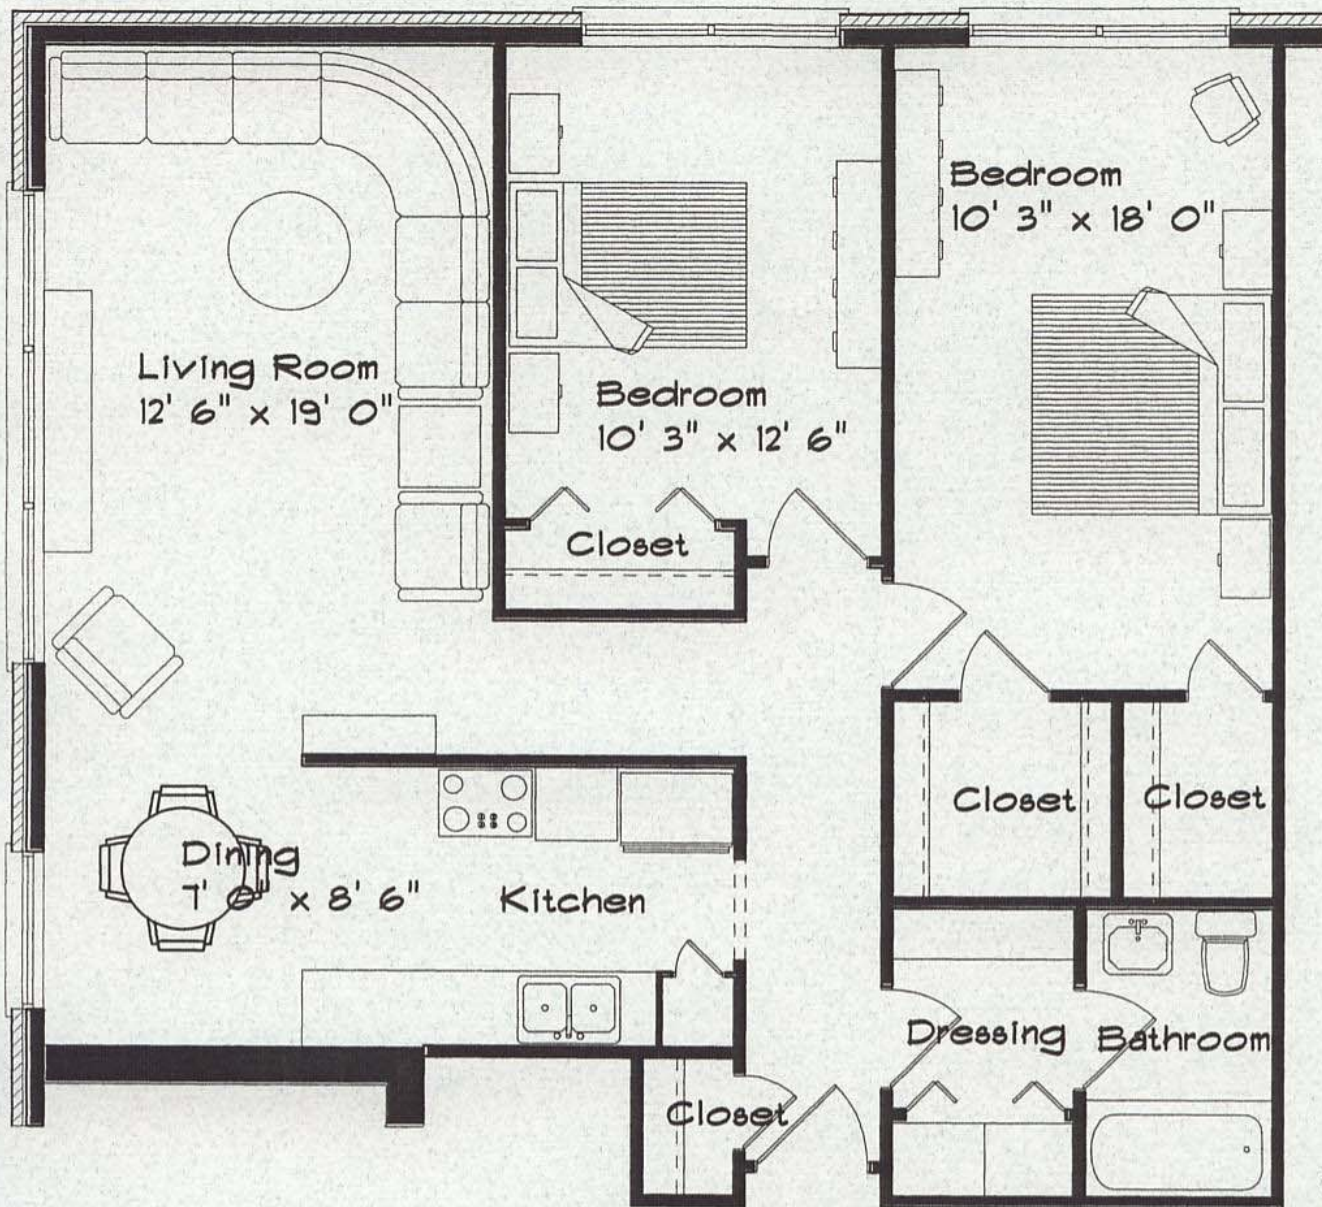 Living Room
12' 6" x 19' 0"
Bedroom
10' 3" x 12' 6"
Bedroom
10' 3" x 18' 0"
Closet
Closet
Closet
Dining
x 8' 6"
Kitchen
Dressing
Bathroom
Closet